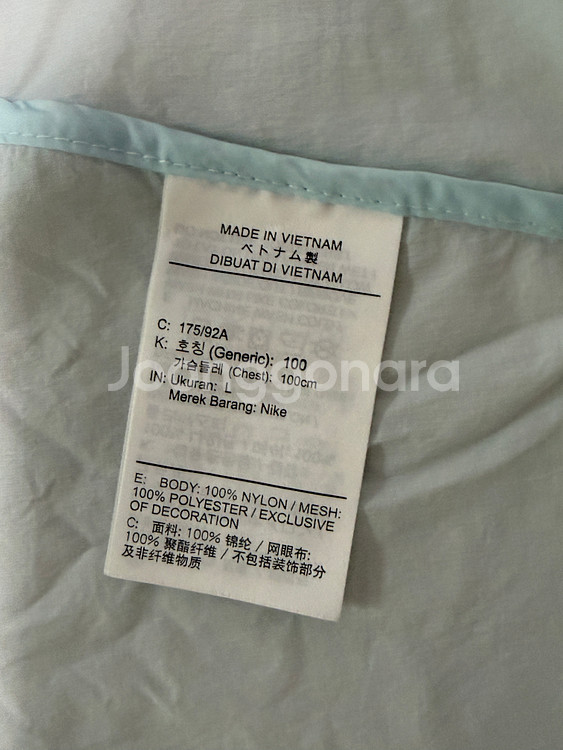 MADE IN VIETNAM
ベトナム製
DIBUAT DI VIETNAM
C: 175/92A
K: 호칭 (Generic): 100
가슴둘레 (Chest): 100cm
IN: Ukuran: L
Merek Barang: Nike
Joonggonara
E: BODY: 100% NYLON / MESH:
100% POLYESTER / EXCLUSIVE
OF DECORATION
C: 面料: 100% 锦纶 / 网眼布:
100% 聚酯纤维 / 不包括装饰部分
及非纤维物质